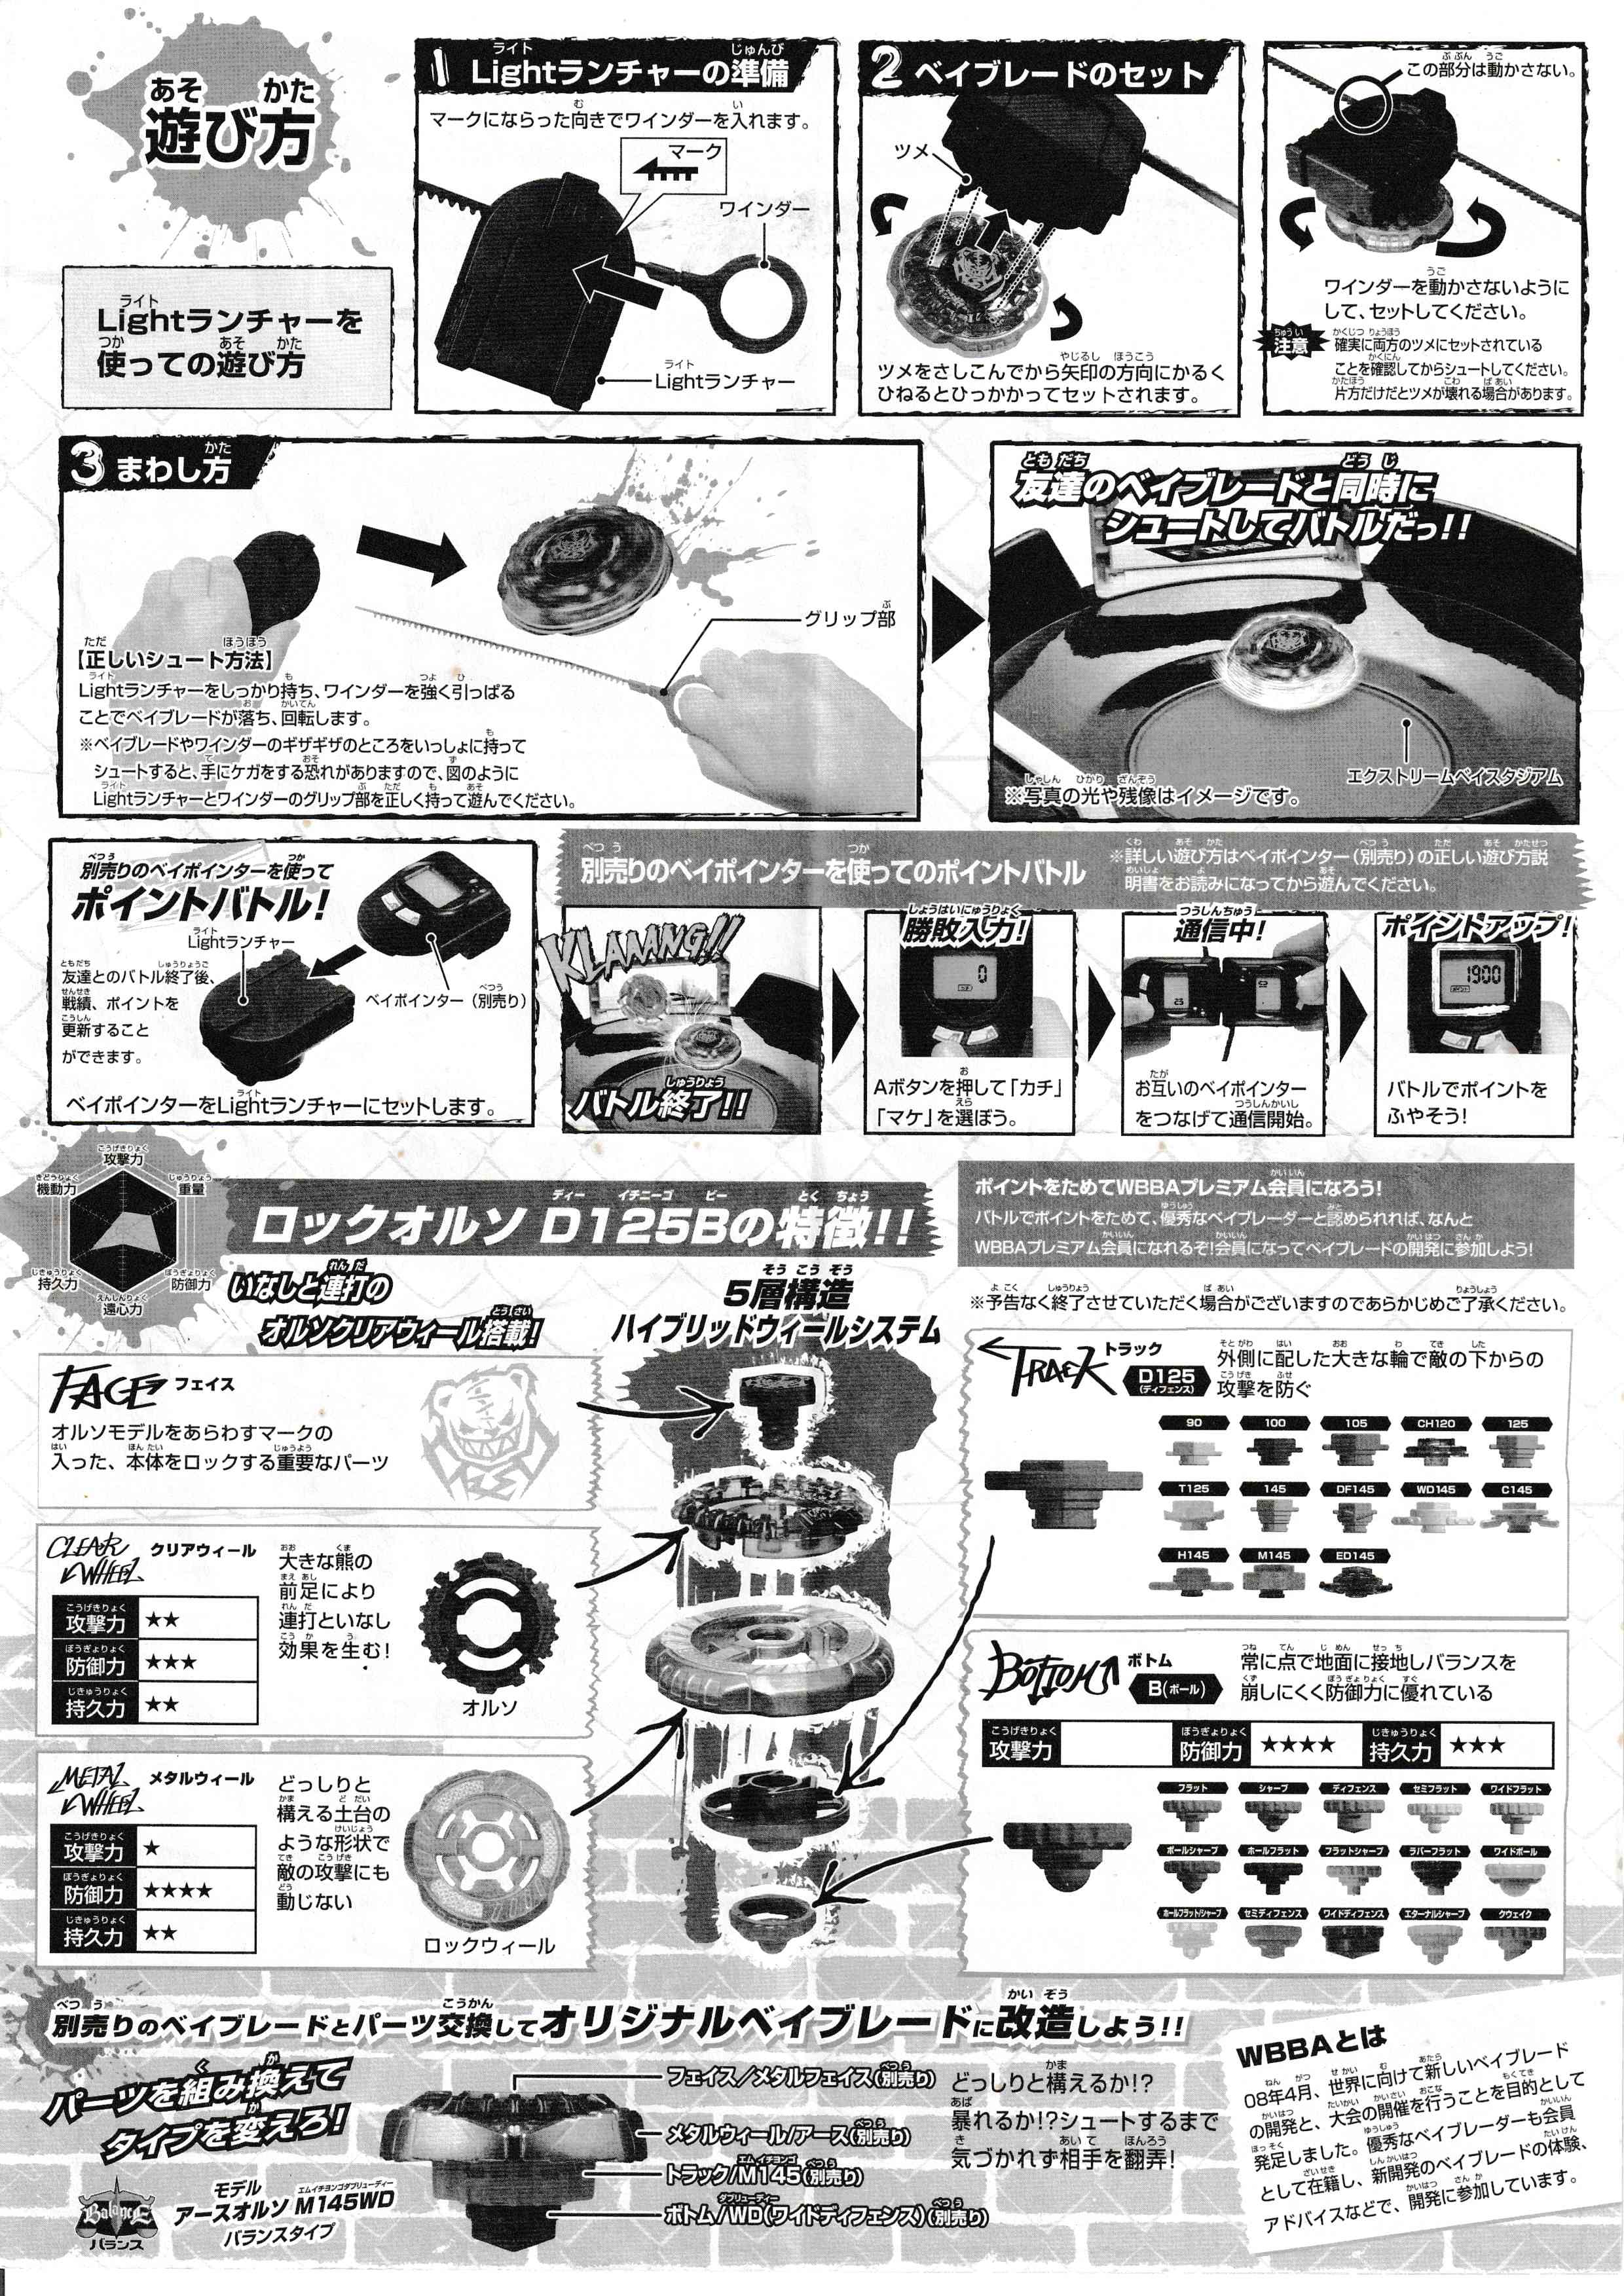 遊び方
Lightランチャーを
使っての遊び方
1 Lightランチャーの準備
マークにならった向きでワインダーを入れます。
マーク
ワインダー
Lightランチャー
2 ベイブレードのセット
ツメ
ツメをさしこんでから矢印の方向にかるく
ひねるとひっかかってセットされます。
この部分は動かさない。
ワインダーを動かさないように
して、セットしてください。
注意 確実に両方のツメにセットされている
ことを確認してからシュートしてください。
片方だけだとツメが壊れる場合があります。
3 まわし方
グリップ部
【正しいシュート方法】
Lightランチャーをしっかり持ち、ワインダーを強く引っぱる
ことでベイブレードが落ち、回転します。
※ベイブレードやワインダーのギザギザのところをいっしょに持って
シュートすると、手にケガをする恐れがありますので、図のように
Lightランチャーとワインダーのグリップ部を正しく持って遊んでください。
友達のベイブレードと同時に
シュートしてバトルだっ!!
エクストリームベイスタジアム
※写真の光や残像はイメージです。
別売りのベイポインターを使って
ポイントバトル!
Lightランチャー
友達とのバトル終了後、
戦績、ポイントを
更新すること
ができます。
ベイポインター(別売り)
ベイポインターをLightランチャーにセットします。
別売りのベイポインターを使ってのポイントバトル
※詳しい遊び方はベイポインター(別売り)の正しい遊び方説
明書をお読みになってから遊んでください。
KLAAANG!!
バトル終了!!
勝敗入力!
0
Aボタンを押して「カチ」
「マケ」を選ぼう。
通信中!
お互いのベイポインター
をつなげて通信開始。
ポイントアップ!
1900
バトルでポイントを
ふやそう!
攻撃力
機動力
重量
持久力
防御力
遠心力
ロックオルソ D125Bの特徴!!
いなしと連打の
オルソクリアウィール搭載!
5層構造
ハイブリッドウィールシステム
ポイントをためてWBBAプレミアム会員になろう!
バトルでポイントをためて、優秀なベイブレーダーと認められれば、なんと
WBBAプレミアム会員になれるぞ!会員になってベイブレードの開発に参加しよう!
※予告なく終了させていただく場合がございますのであらかじめご了承ください。
FACE フェイス
オルソモデルをあらわすマークの
入った、本体をロックする重要なパーツ
CLEAR WHEEL クリアウィール
攻撃力 ★★
防御力 ★★★
持久力 ★★
大きな熊の
前足により
連打といなし
効果を生む!
オルソ
METAL WHEEL メタルウィール
攻撃力 ★
防御力 ★★★★
持久力 ★★
どっしりと
構える土台の
ような形状で
敵の攻撃にも
動じない
ロックウィール
TRACK トラック
D125
(ディフェンス)
外側に配した大きな輪で敵の下からの
攻撃を防ぐ
90 100 105 CH120 125
T125 145 DF145 WD145 C145
H145 M145 ED145
BOTTOM ボトム
B(ボール)
常に点で地面に接地しバランスを
崩しにくく防御力に優れている
攻撃力 防御力 ★★★★ 持久力 ★★★
フラット シャープ ディフェンス セミフラット ワイドフラット
ボールシャープ ホールフラット フラットシャープ ラバーフラット ワイドボール
ホールフラット/シャープ セミディフェンス ワイドディフェンス エターナルシャープ クウェイク
別売りのベイブレードとパーツ交換してオリジナルベイブレードに改造しよう!!
パーツを組み換えて
タイプを変えろ!
Balance
バランス
モデル
アースオルソ M145WD
バランスタイプ
フェイス/メタルフェイス(別売り)
メタルウィール/アース(別売り)
トラック/M145(別売り)
ボトム/WD(ワイドディフェンス)(別売り)
どっしりと構えるか!?
暴れるか!?シュートするまで
気づかれず相手を翻弄!
WBBAとは
08年4月、世界に向けて新しいベイブレード
の開発と、大会の開催を行うことを目的として
発足しました。優秀なベイブレーダーも会員
として在籍し、新開発のベイブレードの体験、
アドバイスなどで、開発に参加しています。